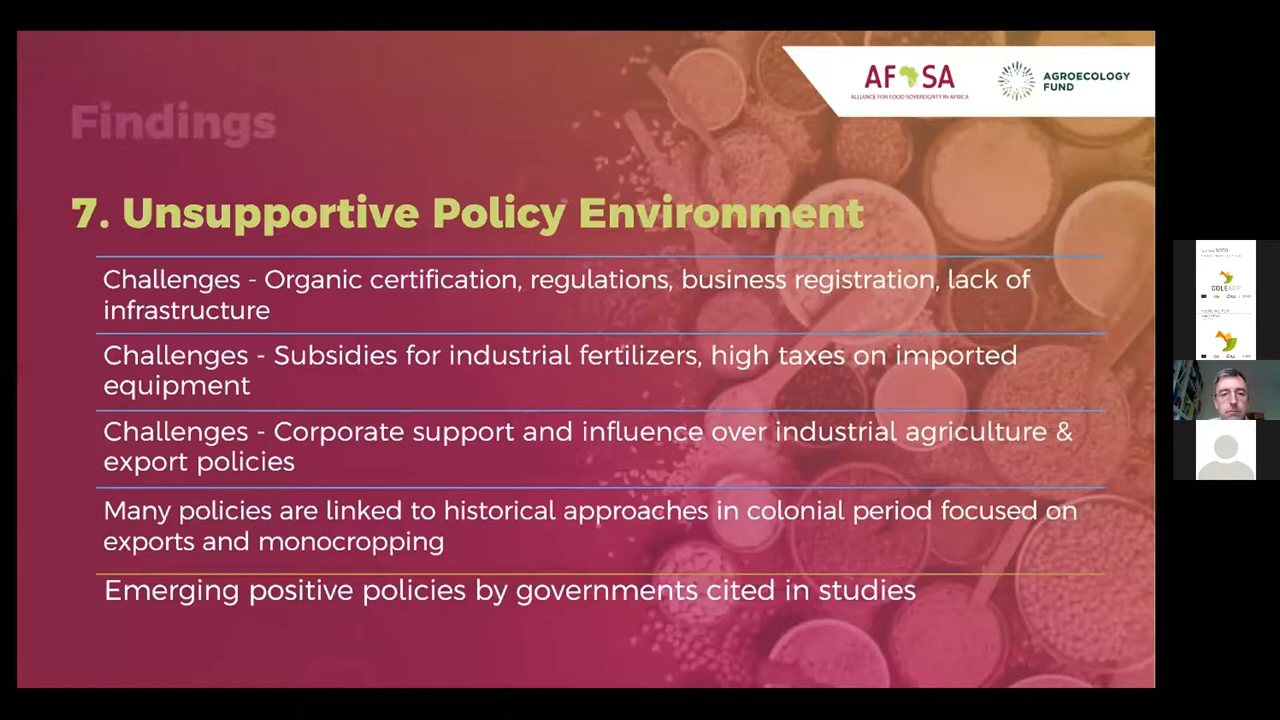 Findings
AFSA
ALLIANCE FOR FOOD SOVEREIGNTY IN AFRICA
AGROECOLOGY
FUND
7. Unsupportive Policy Environment
Challenges - Organic certification, regulations, business registration, lack of
infrastructure
Challenges - Subsidies for industrial fertilizers, high taxes on imported
equipment
Challenges - Corporate support and influence over industrial agriculture &
export policies
Many policies are linked to historical approaches in colonial period focused on
exports and monocropping
Emerging positive policies by governments cited in studies
COLEACP